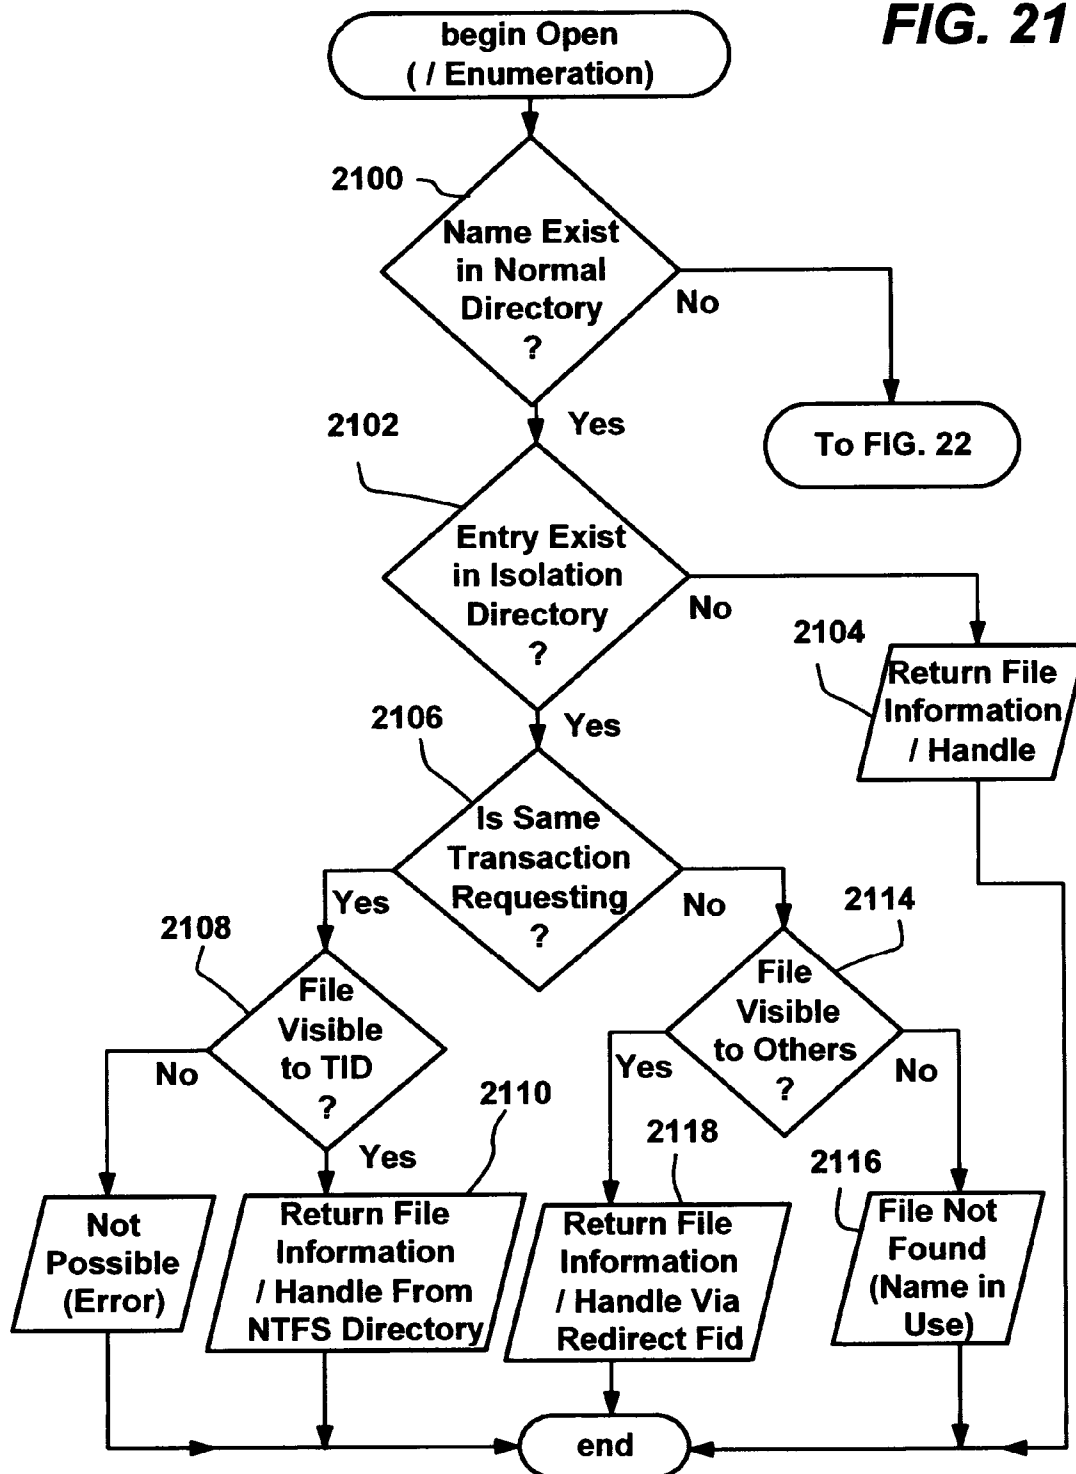 FIG. 21
begin Open
( / Enumeration)
2100
Name Exist
in Normal
Directory
?
No
Yes
To FIG. 22
2102
Entry Exist
in Isolation
Directory
?
No
Yes
2104
Return File
Information
/ Handle
2106
Is Same
Transaction
Requesting
?
Yes
No
2108
File
Visible
to TID
?
No
Yes
2114
File
Visible
to Others
?
Yes
No
Not
Possible
(Error)
2110
Return File
Information
/ Handle From
NTFS Directory
2118
Return File
Information
/ Handle Via
Redirect Fid
2116
File Not
Found
(Name in
Use)
end